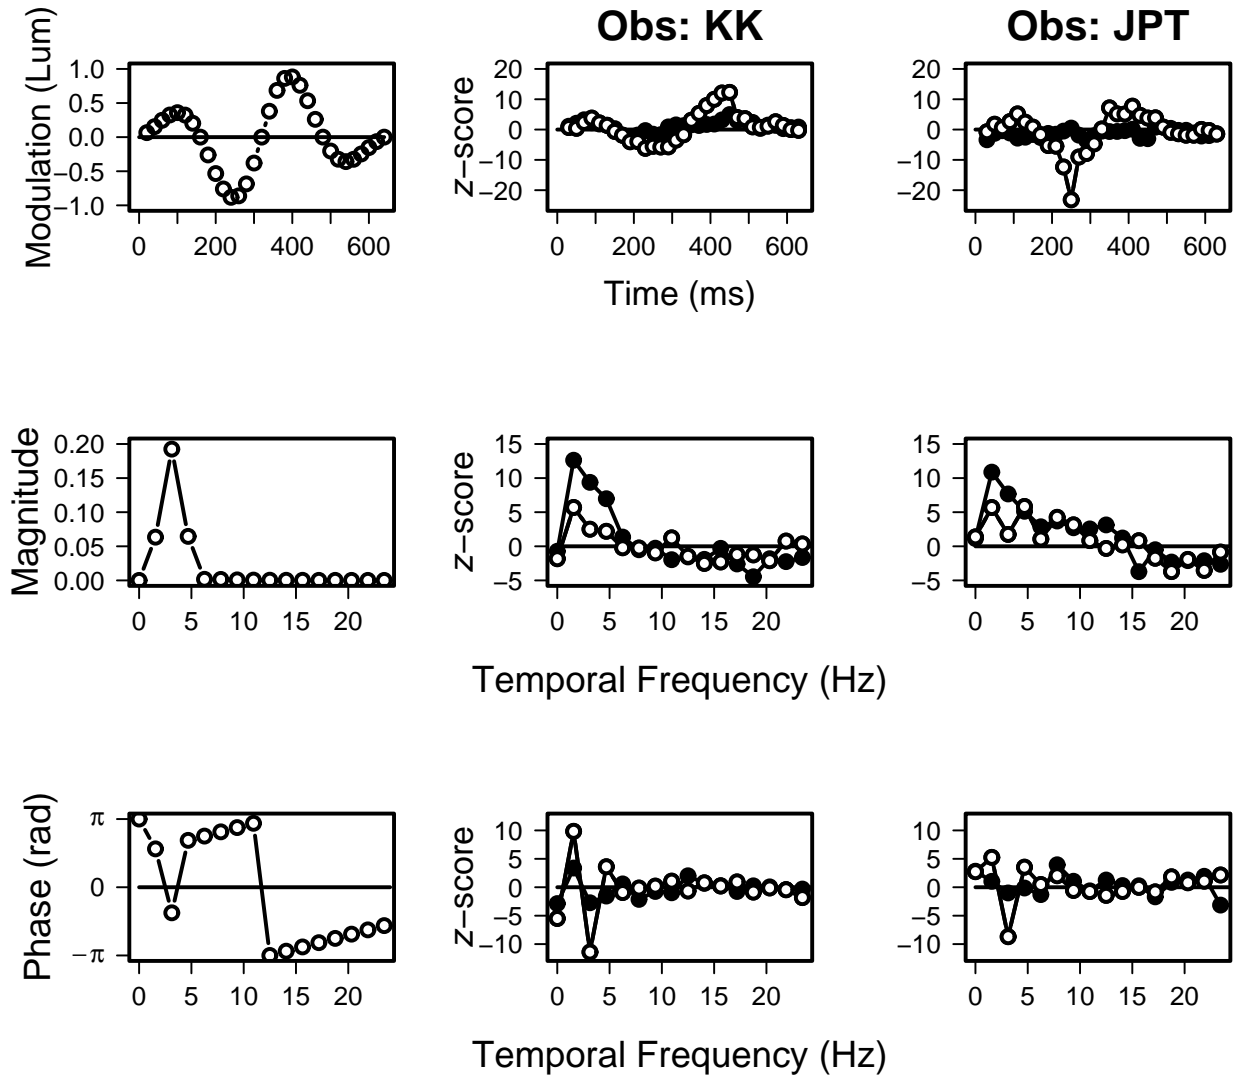 Obs: KK
Obs: JPT
Modulation (Lum)
1.0
0.5
0.0
−0.5
−1.0
0 200 400 600
z−score
20
10
0
−10
−20
0 200 400 600
20
10
0
−10
−20
0 200 400 600
Time (ms)
Magnitude
0.20
0.15
0.10
0.05
0.00
0 5 10 15 20
z−score
15
10
5
0
−5
0 5 10 15 20
15
10
5
0
−5
0 5 10 15 20
Temporal Frequency (Hz)
Phase (rad)
π
0
−π
0 5 10 15 20
z−score
10
5
0
−5
−10
0 5 10 15 20
10
5
0
−5
−10
0 5 10 15 20
Temporal Frequency (Hz)